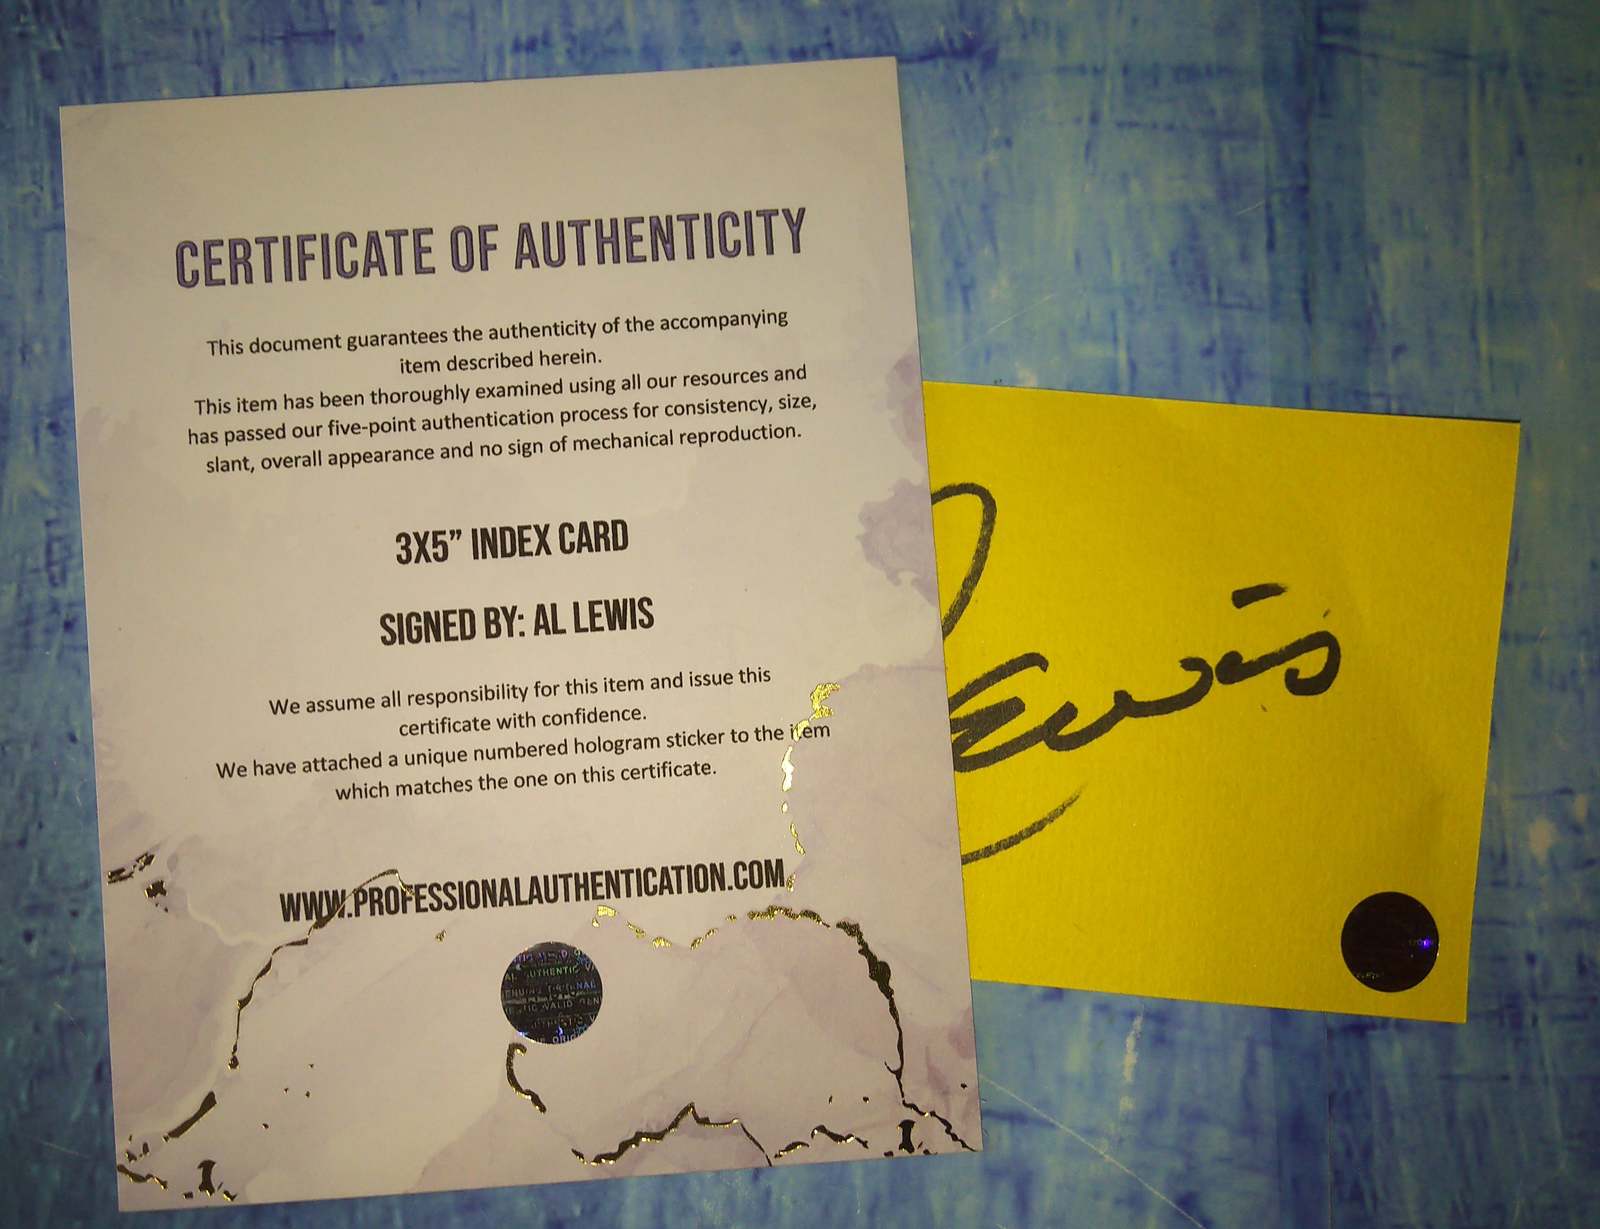 CERTIFICATE OF AUTHENTICITY
This document guarantees the authenticity of the accompanying
item described herein.
This item has been thoroughly examined using all our resources and
has passed our five-point authentication process for consistency, size,
slant, overall appearance and no sign of mechanical reproduction.
3X5” INDEX CARD
SIGNED BY: AL LEWIS
We assume all responsibility for this item and issue this
certificate with confidence.
We have attached a unique numbered hologram sticker to the item
which matches the one on this certificate.
WWW.PROFESSIONALAUTHENTICATION.COM
VALID
Lewis